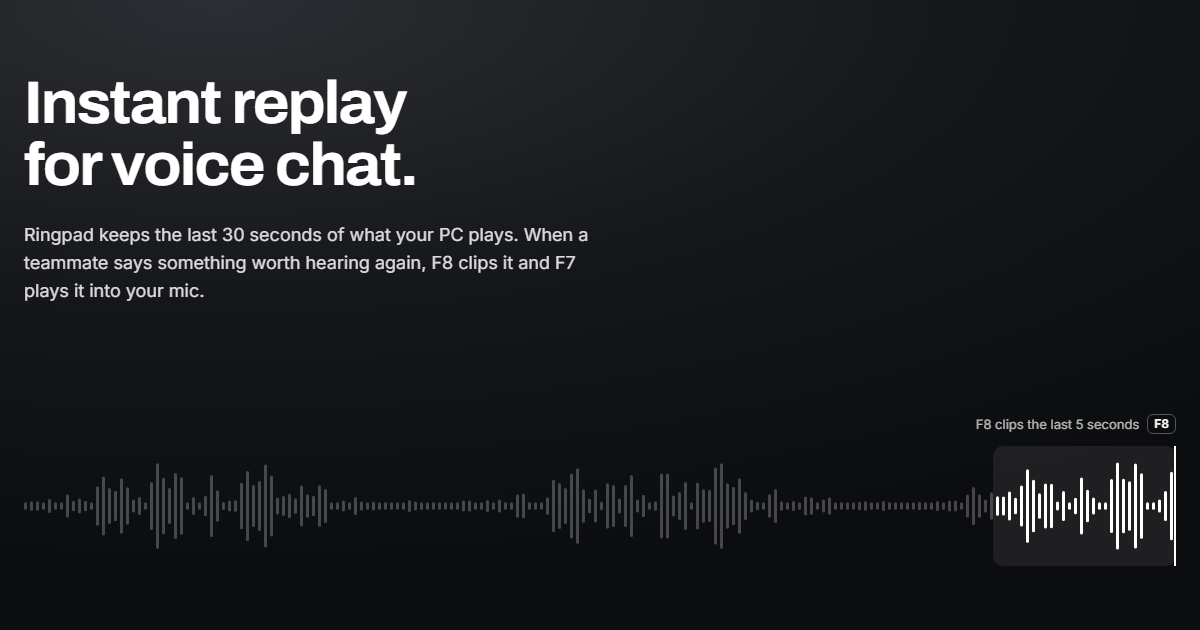 Instant replay
for voice chat.
Ringpad keeps the last 30 seconds of what your PC plays. When a
teammate says something worth hearing again, F8 clips it and F7
plays it into your mic.
F8 clips the last 5 seconds F8